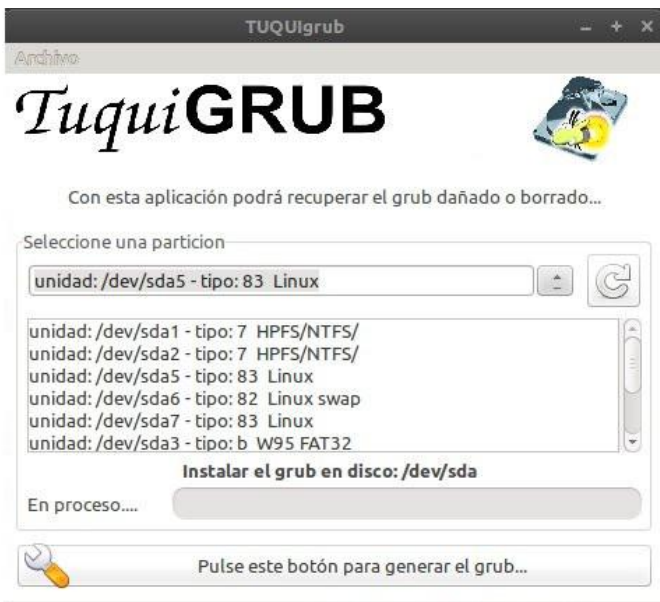 TUQUIgrub
Archivo
TuquiGRUB
Con esta aplicación podrá recuperar el grub dañado o borrado...
Seleccione una particion
unidad: /dev/sda5 - tipo: 83 Linux
unidad: /dev/sda1 - tipo: 7 HPFS/NTFS/
unidad: /dev/sda2 - tipo: 7 HPFS/NTFS/
unidad: /dev/sda5 - tipo: 83 Linux
unidad: /dev/sda6 - tipo: 82 Linux swap
unidad: /dev/sda7 - tipo: 83 Linux
unidad: /dev/sda3 - tipo: b W95 FAT32
Instalar el grub en disco: /dev/sda
En proceso....
Pulse este botón para generar el grub...